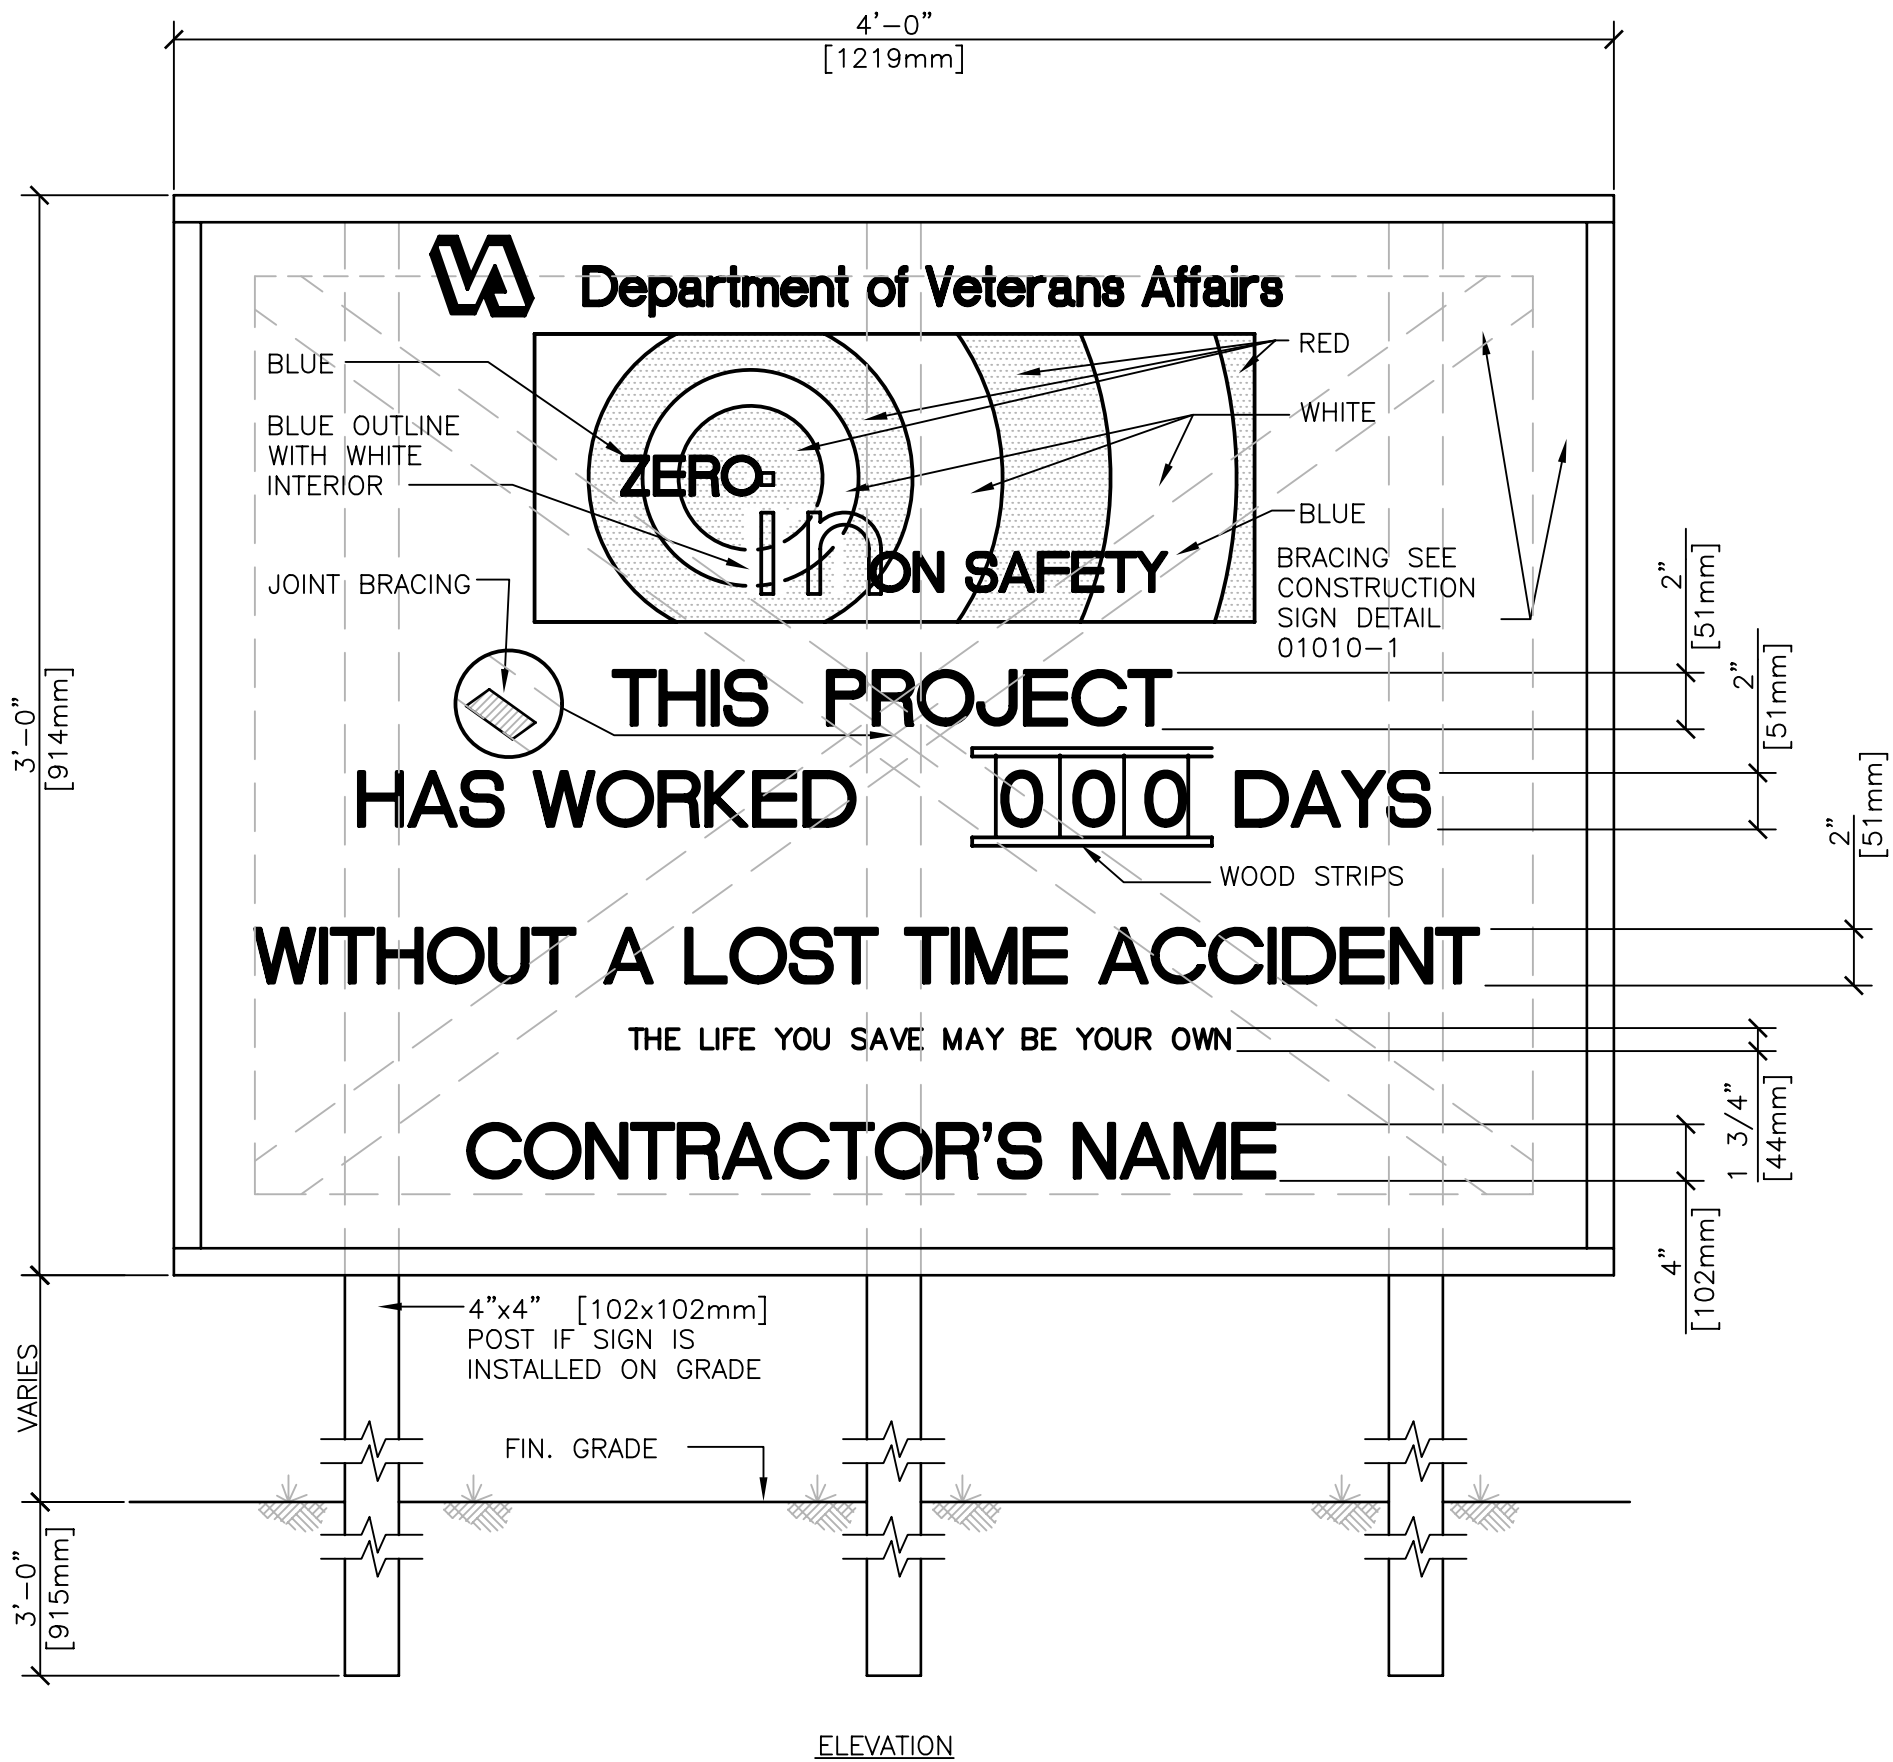 4'-0"
[1219mm]
VA Department of Veterans Affairs
BLUE
RED
BLUE OUTLINE
WITH WHITE
INTERIOR
WHITE
ZERO-
In
ON SAFETY
BLUE
JOINT BRACING
BRACING SEE
CONSTRUCTION
SIGN DETAIL
01010-1
2"
[51mm]
3'-0"
[914mm]
THIS PROJECT
2"
[51mm]
HAS WORKED 000 DAYS
2"
[51mm]
WOOD STRIPS
WITHOUT A LOST TIME ACCIDENT
THE LIFE YOU SAVE MAY BE YOUR OWN
1 3/4"
[44mm]
CONTRACTOR'S NAME
4"
[102mm]
4"x4" [102x102mm]
POST IF SIGN IS
INSTALLED ON GRADE
VARIES
FIN. GRADE
3'-0"
[915mm]
ELEVATION